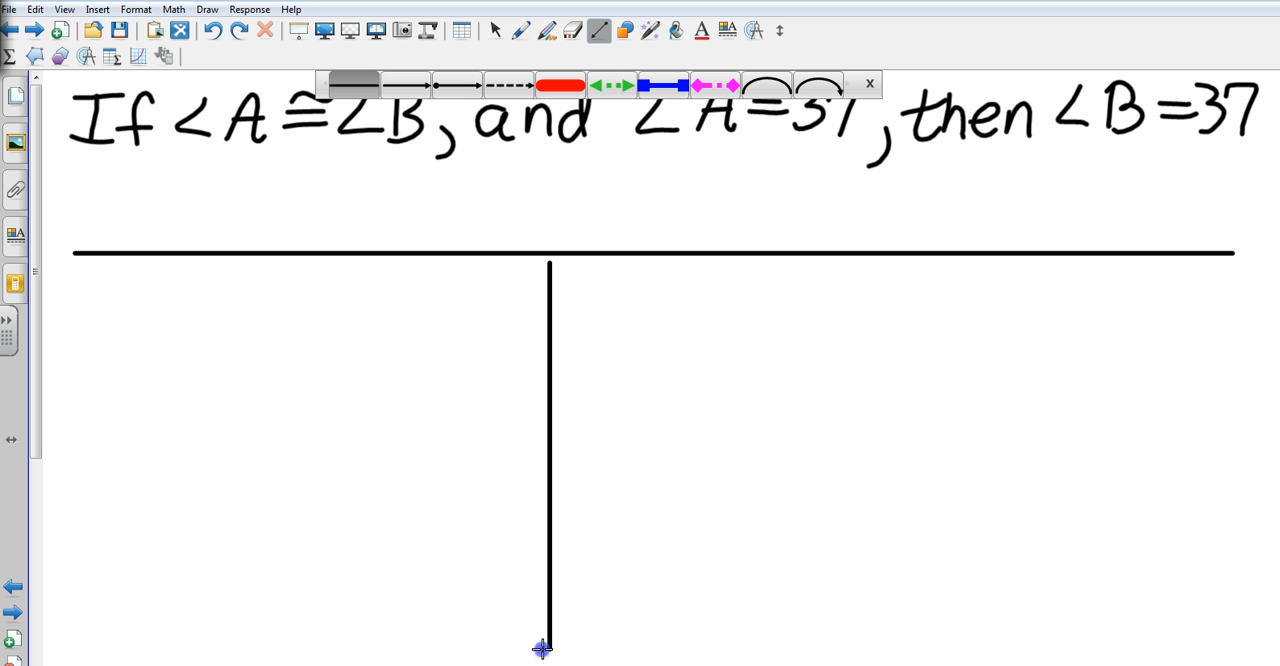 File Edit View Insert Format Math Draw Response Help
If <A≅∠B, and ∠A=37, then <B=37